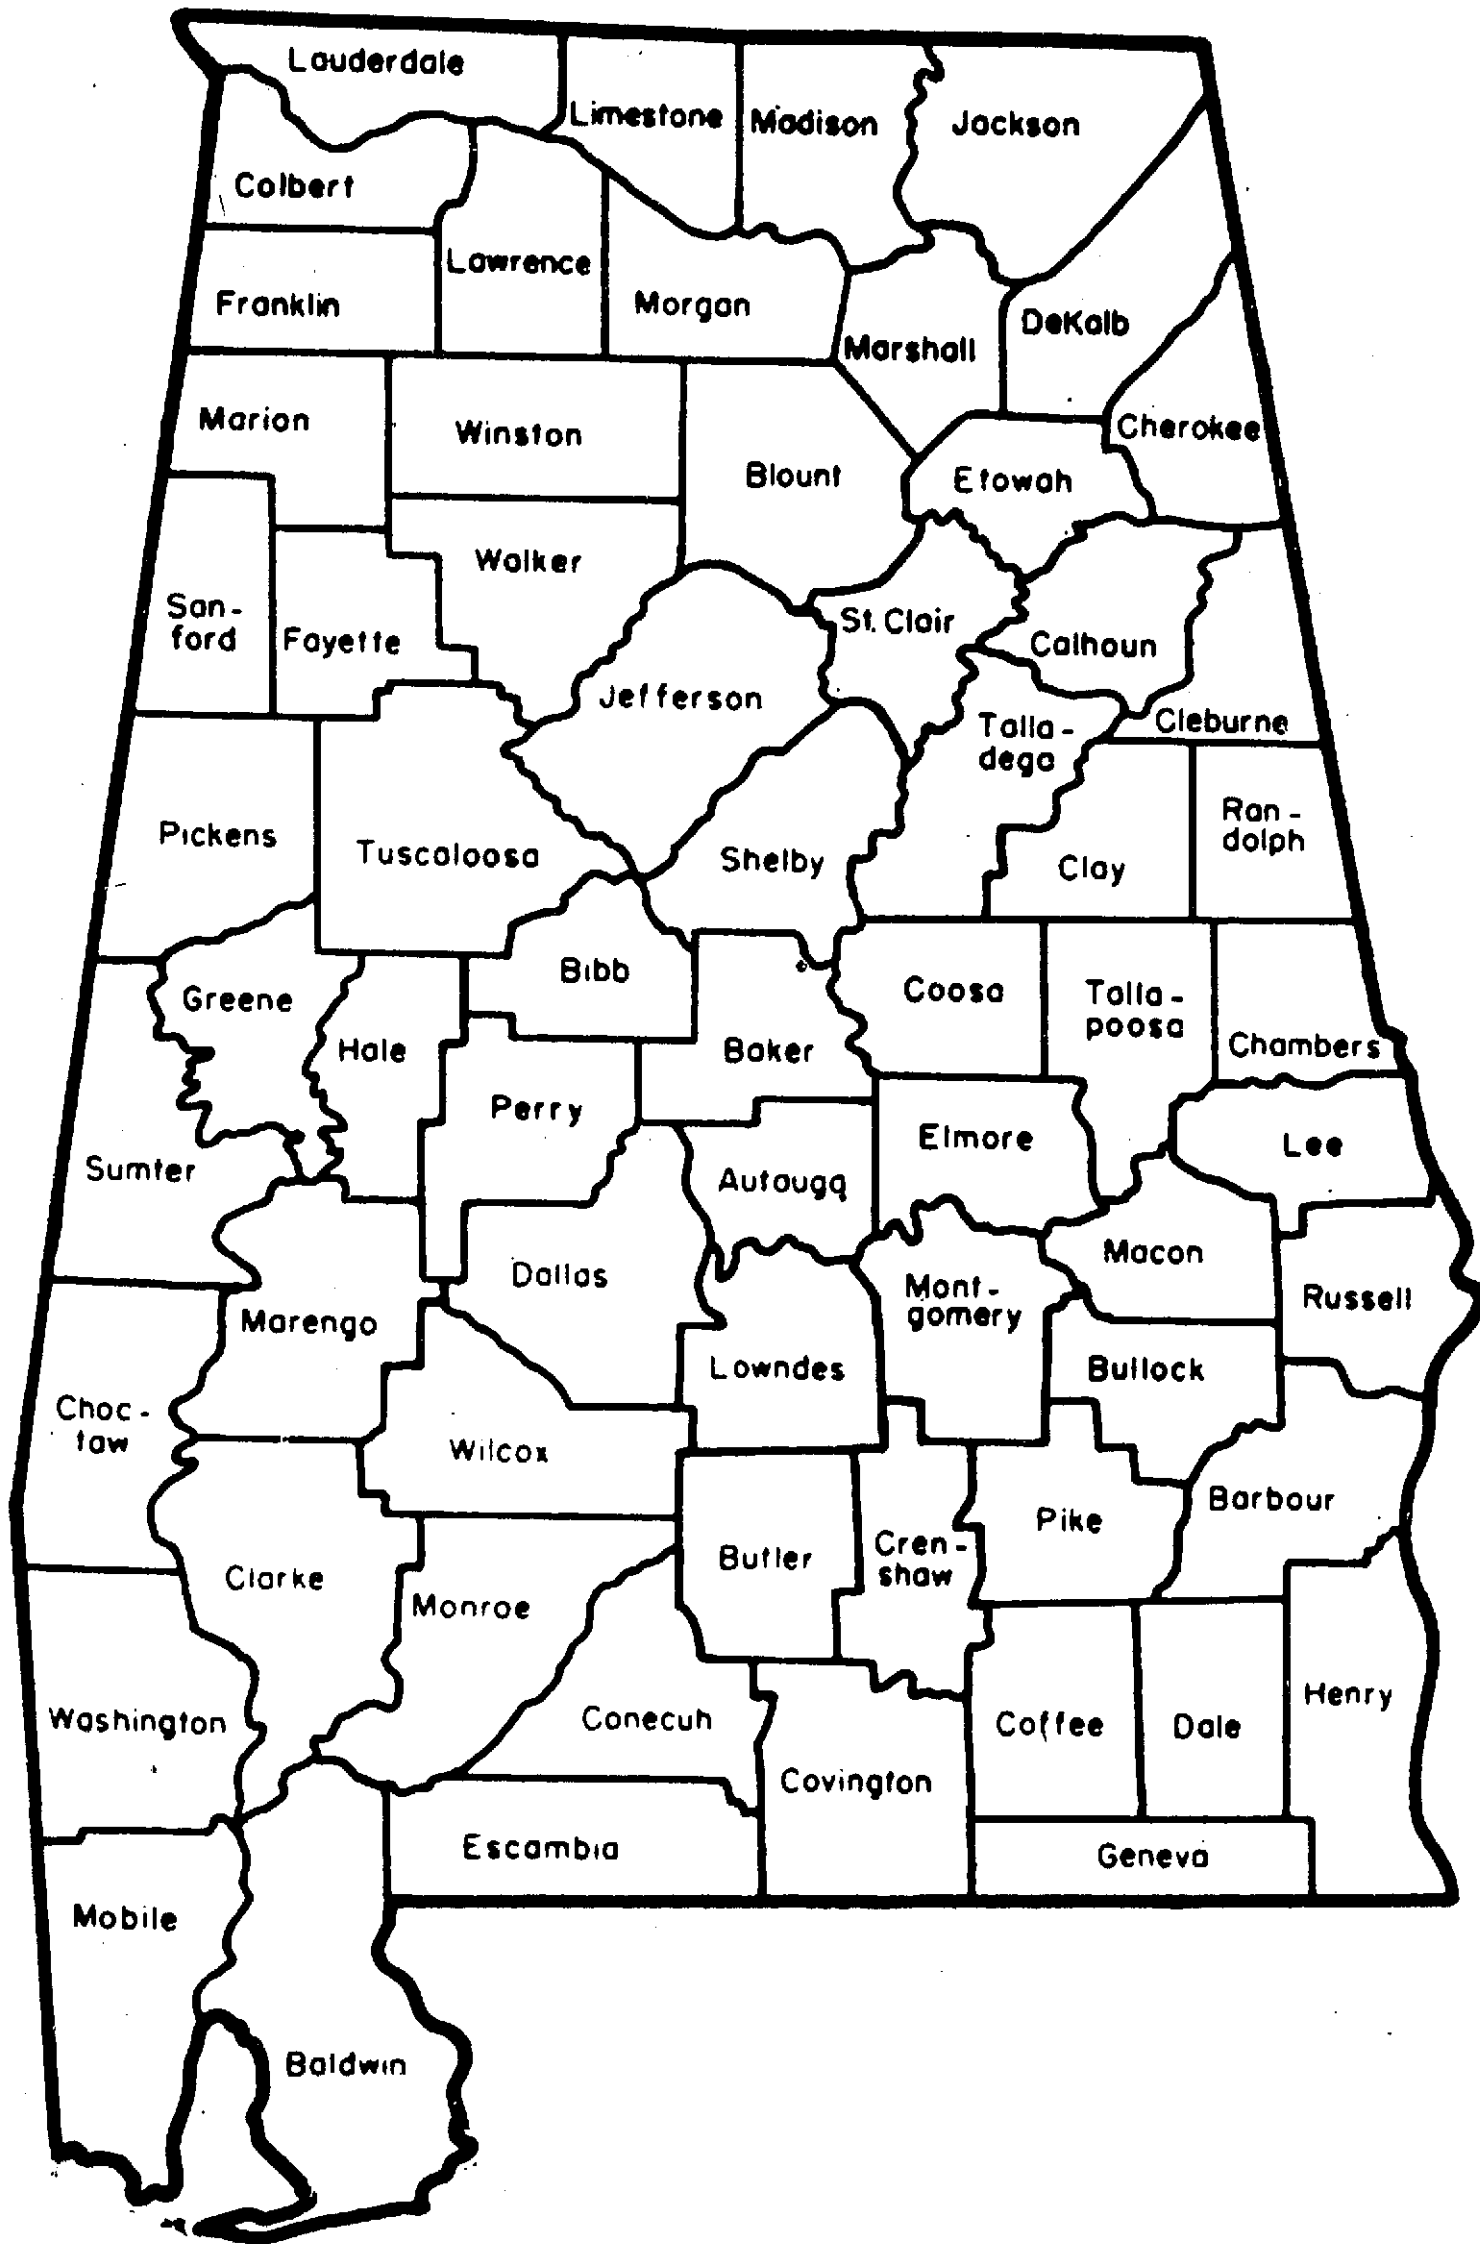 Lauderdale
Limestone
Madison
Jackson
Colbert
Lawrence
Franklin
Morgan
Marshall
DeKalb
Marion
Winston
Cherokee
Blount
Etowah
Walker
San-
ford
Fayette
St. Clair
Calhoun
Jefferson
Talla-
dega
Cleburne
Pickens
Tuscaloosa
Shelby
Clay
Ran-
dolph
Greene
Bibb
Coosa
Talla-
poosa
Hale
Baker
Chambers
Perry
Elmore
Lee
Sumter
Autauga
Dallas
Macon
Marengo
Mont-
gomery
Russell
Lowndes
Bullock
Choc-
taw
Wilcox
Barbour
Pike
Clarke
Butler
Cren-
shaw
Monroe
Washington
Conecuh
Coffee
Dale
Henry
Covington
Escambia
Geneva
Mobile
Baldwin